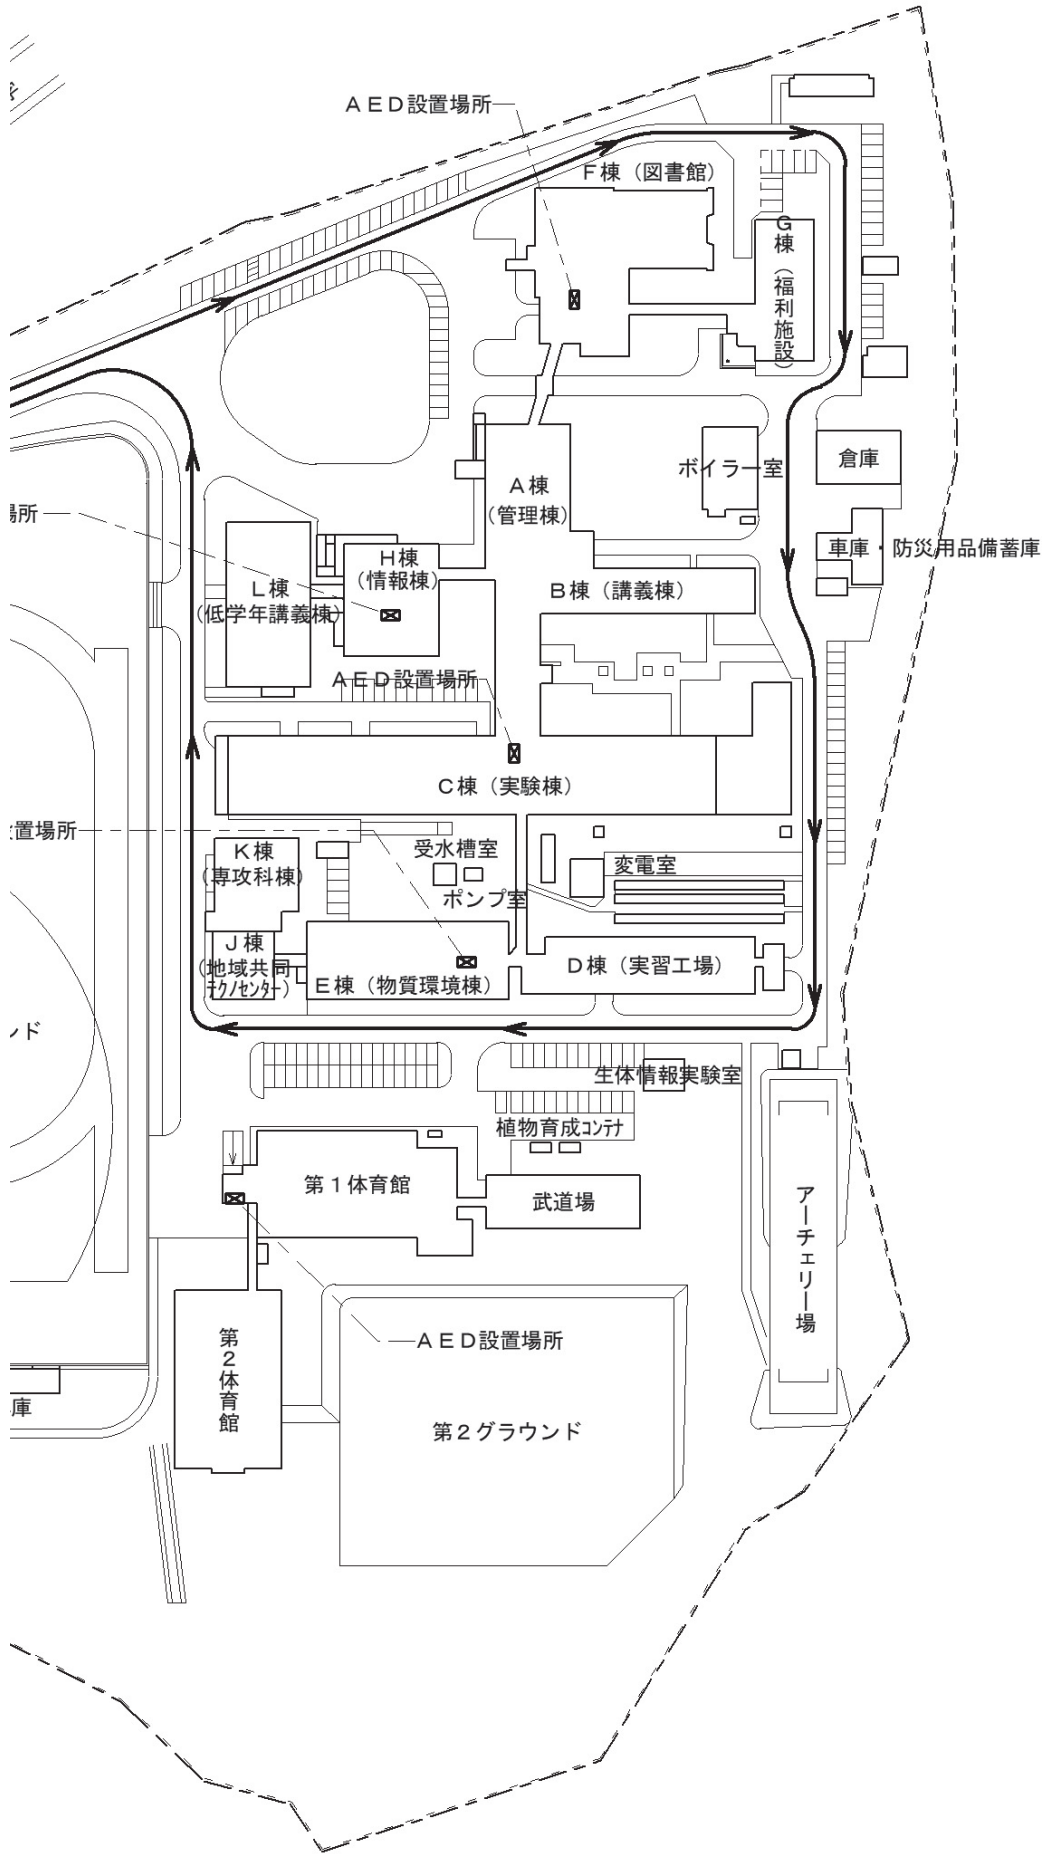 ＡＥＤ設置場所
Ｆ棟（図書館）
Ｇ棟（福利施設）
ボイラー室
倉庫
Ａ棟
（管理棟）
場所
車庫・防災用品備蓄庫
Ｈ棟
（情報棟）
Ｌ棟
（低学年講義棟）
Ｂ棟（講義棟）
ＡＥＤ設置場所
Ｃ棟（実験棟）
設置場所
Ｋ棟
（専攻科棟）
受水槽室
ポンプ室
変電室
Ｊ棟
（地域共同
ﾃｸﾉｾﾝﾀｰ）
Ｅ棟（物質環境棟）
Ｄ棟（実習工場）
ンド
生体情報実験室
植物育成ｺﾝﾃﾅ
第１体育館
武道場
アーチェリー場
ＡＥＤ設置場所
第２体育館
庫
第２グラウンド